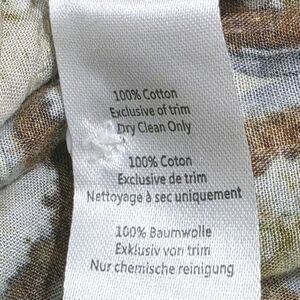 100% Cotton
Exclusive of trim
Dry Clean Only
100% Coton
Exclusive de trim
Nettoyage à sec uniquement
100% Baumwolle
Exklusiv von trim
Nur chemische reinigung